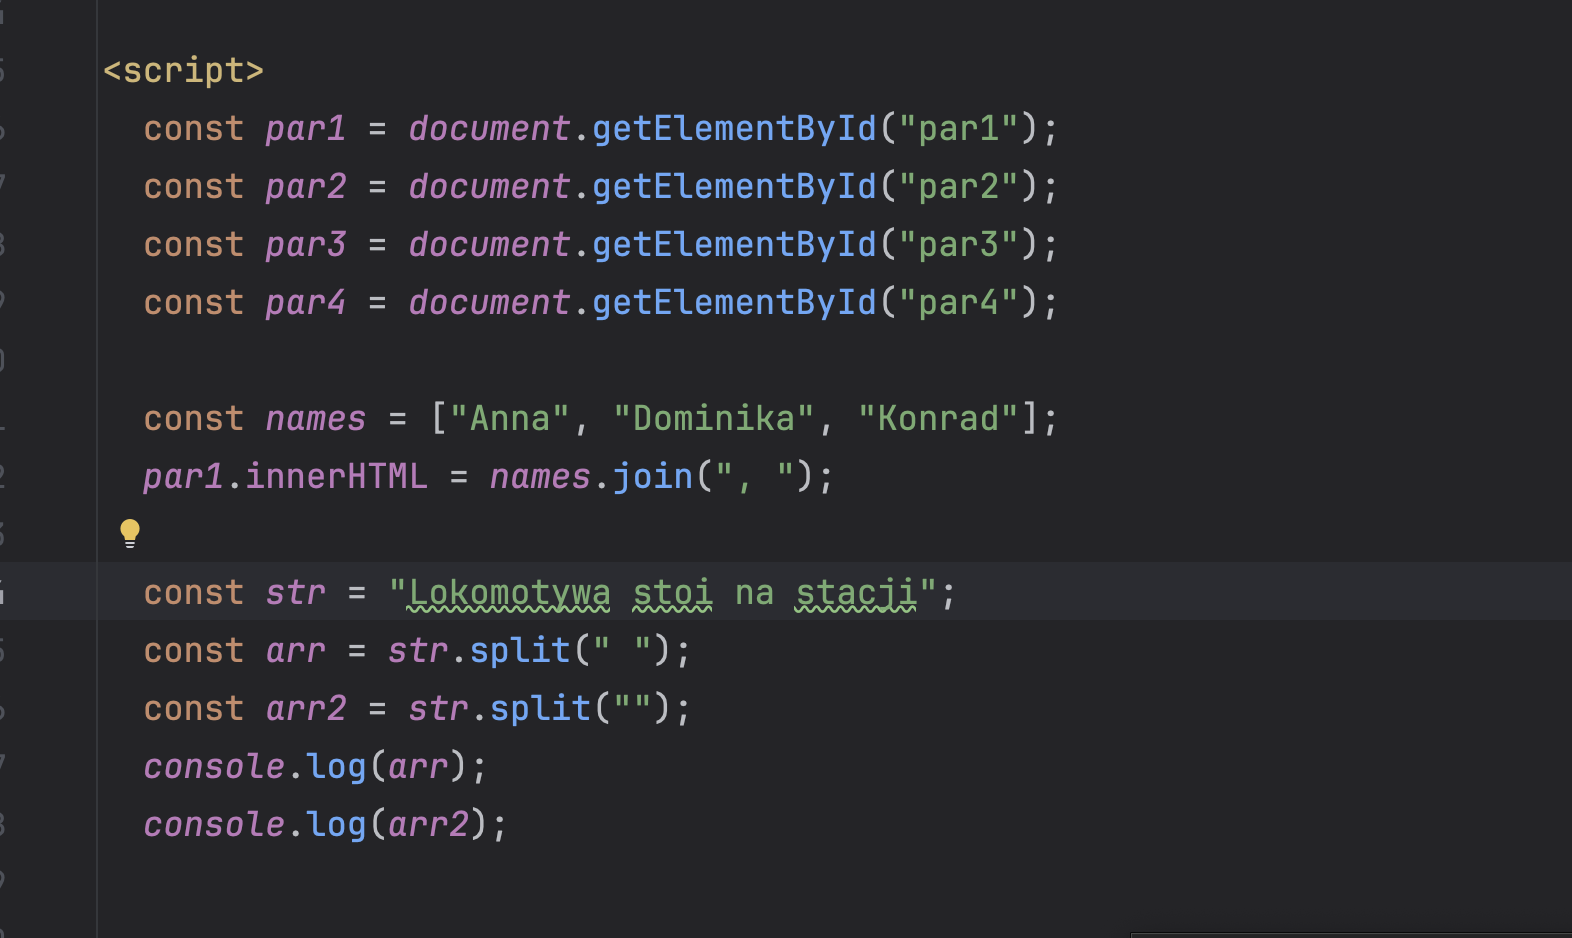 <script>
const par1 = document.getElementById("par1");
const par2 = document.getElementById("par2");
const par3 = document.getElementById("par3");
const par4 = document.getElementById("par4");
const names = ["Anna", "Dominika", "Konrad"];
par1.innerHTML = names.join(", ");
const str = "Lokomotywa stoi na stacji";
const arr = str.split(" ");
const arr2 = str.split("");
console.log(arr);
console.log(arr2);